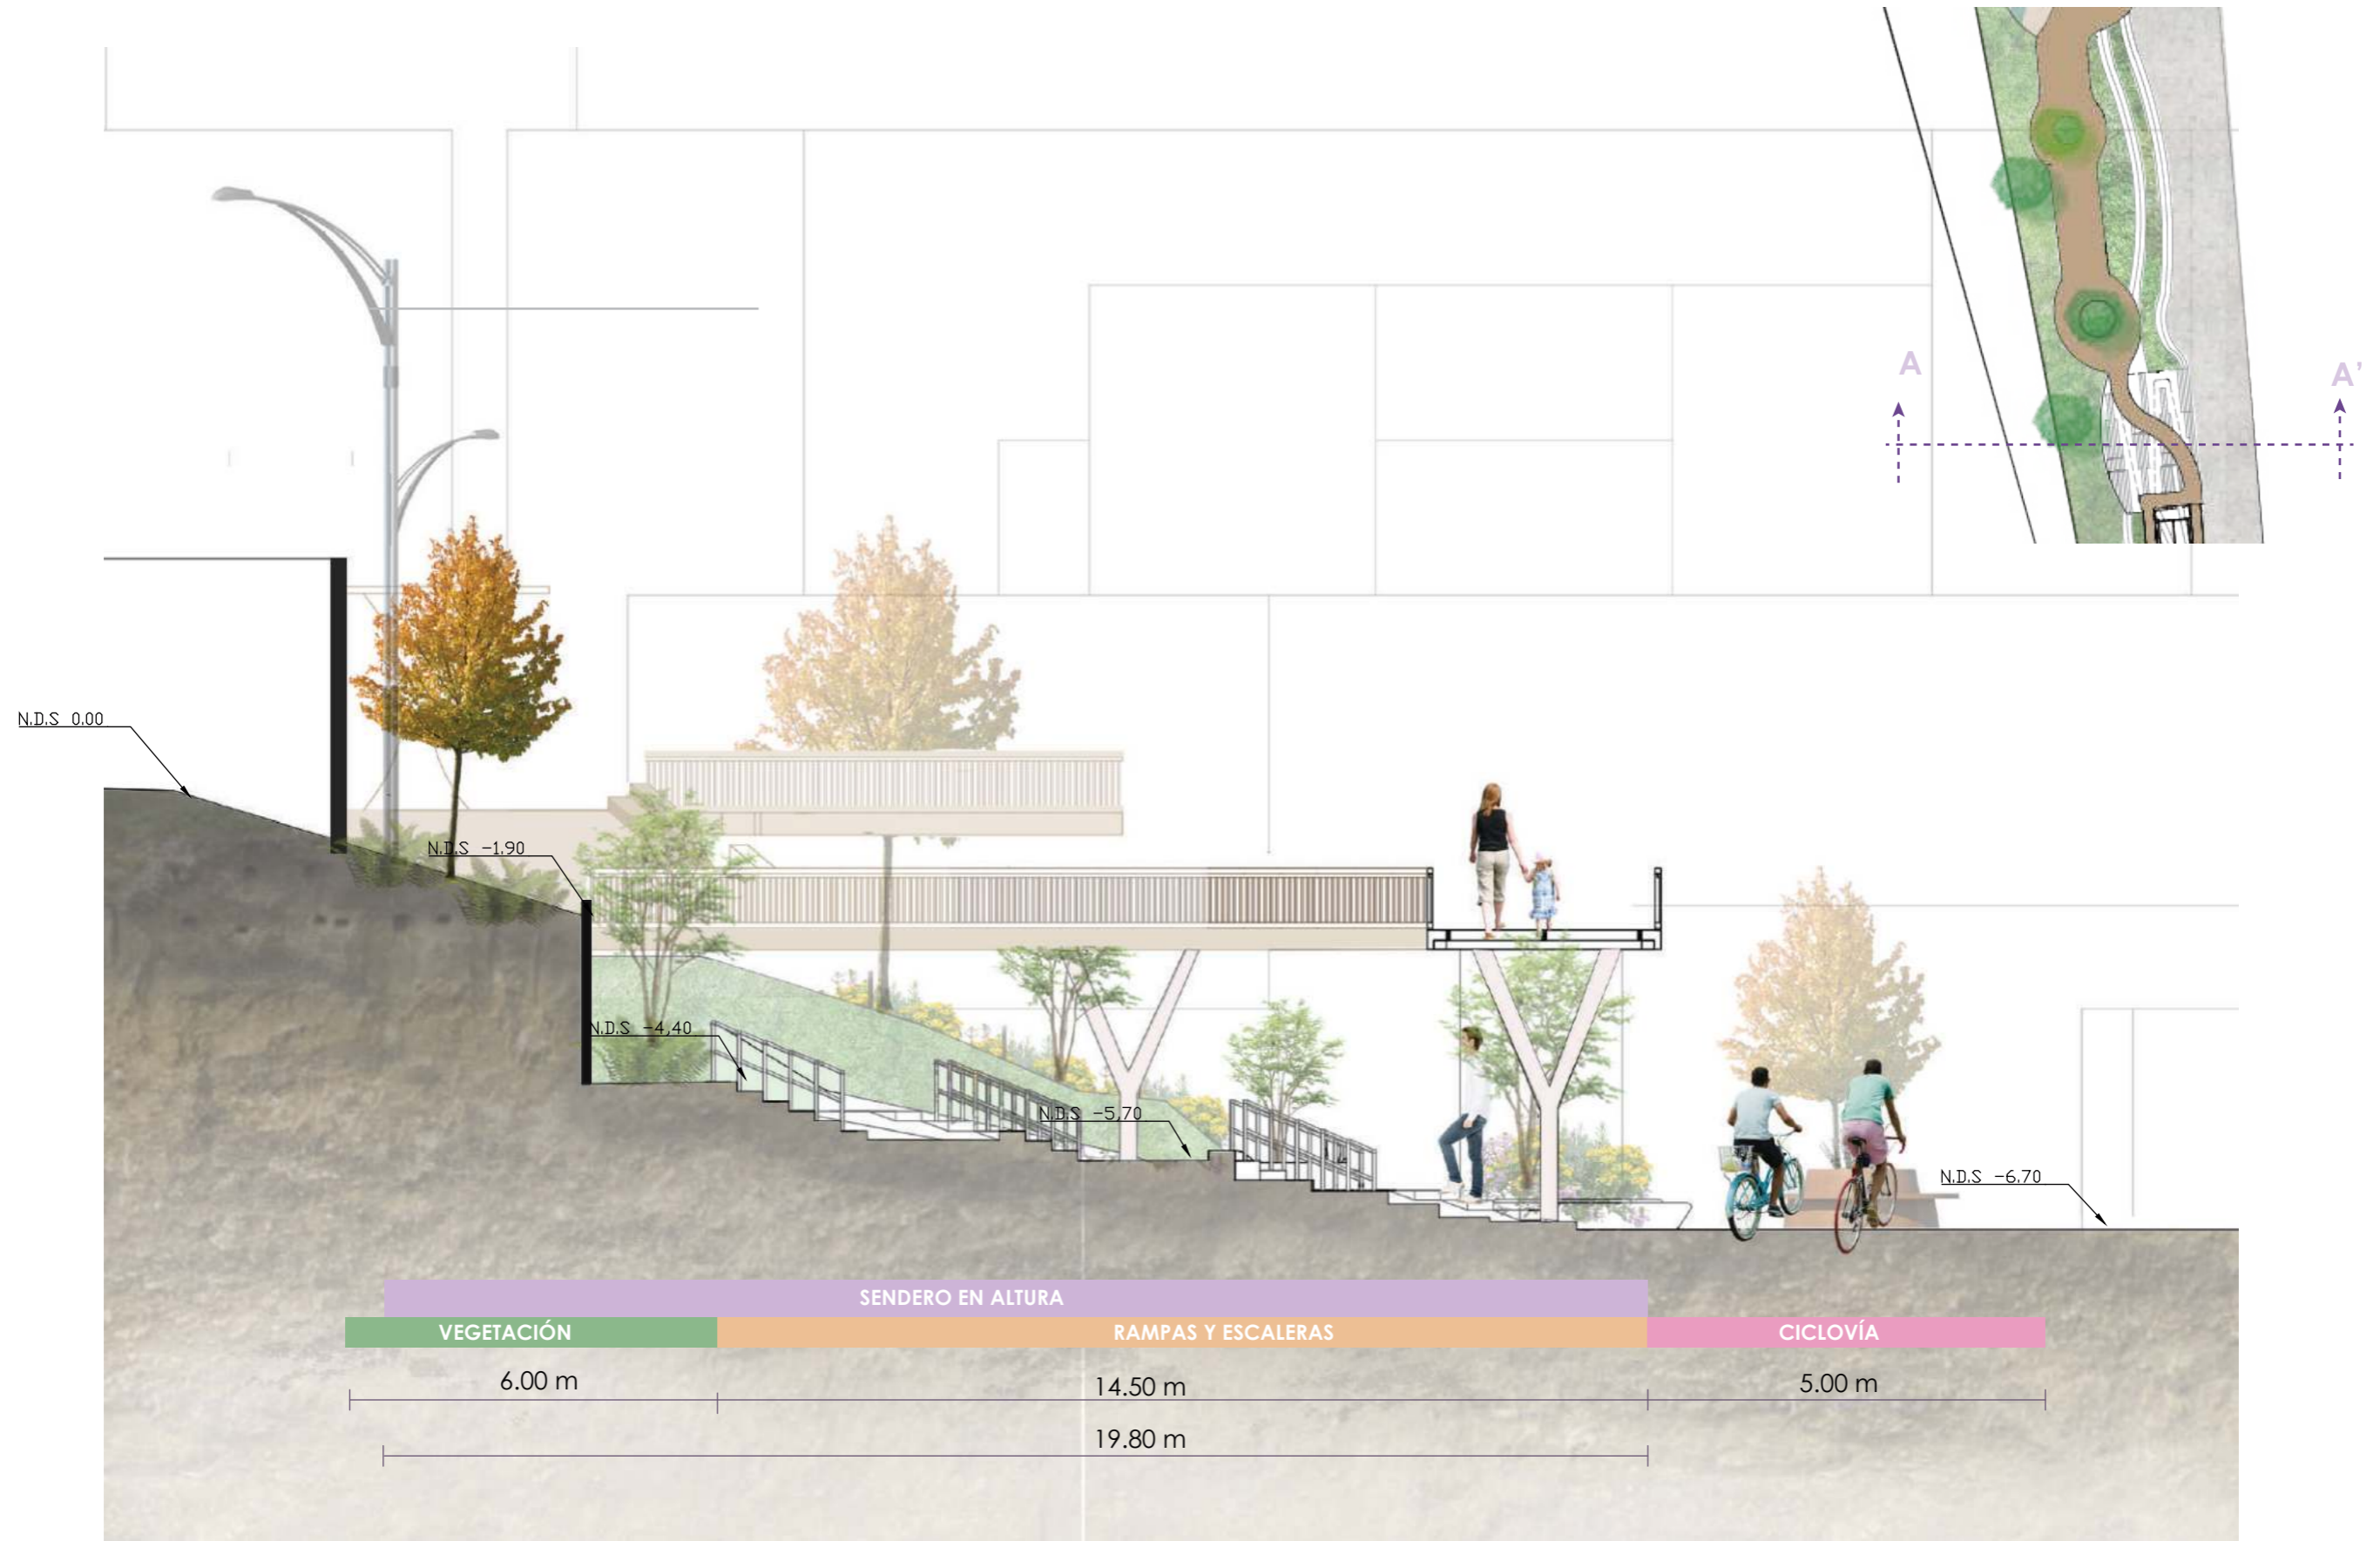 A
A’
N.D.S 0.00
N.D.S -1.90
N.D.S -4,40
N.D.S -5,70
N.D.S -6.70
SENDERO EN ALTURA
VEGETACIÓN
RAMPAS Y ESCALERAS
CICLOVÍA
6.00 m
14.50 m
5.00 m
19.80 m